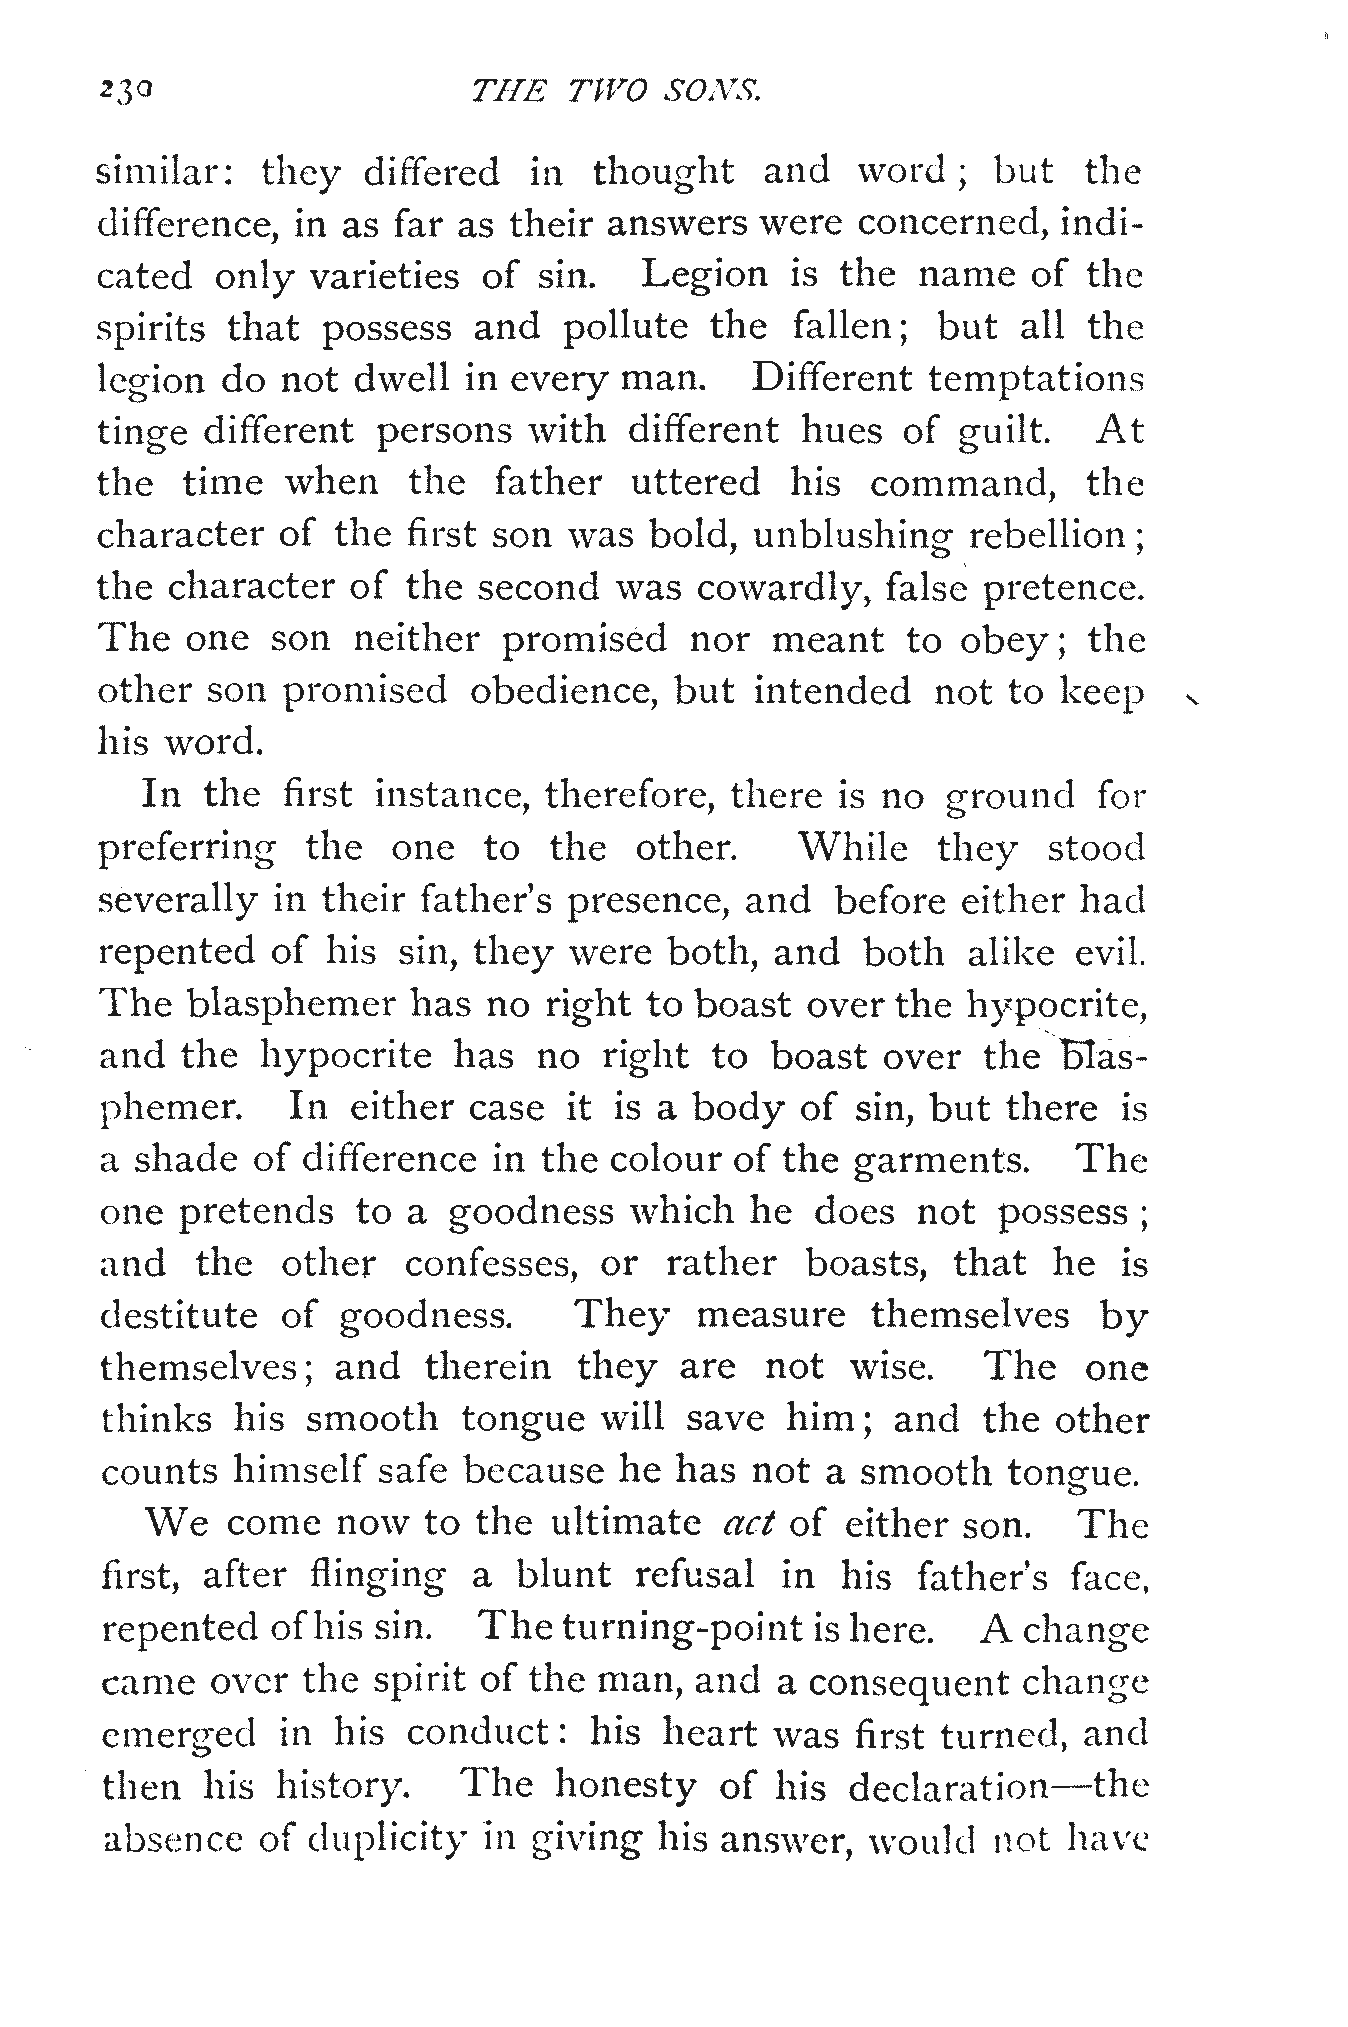 230 THE TWO SONS.
similar: they differed in thought and word ; but the
difference, in as far as their answers were concerned, indi-
cated only varieties of sin. Legion is the name of the
spirits that possess and pollute the fallen; but all the
legion do not dwell in every man. Different temptations
tinge different persons with different hues of guilt. At
the time when the father uttered his command, the
character of the first son was bold, unblushing rebellion ;
the character of the second was cowardly, false pretence.
The one son neither promised nor meant to obey; the
other son promised obedience, but intended not to keep
his word.
In the first instance, therefore, there is no ground for
preferring the one to the other. While they stood
severally in their father's presence, and before either had
repented of his sin, they were both, and both alike evil.
The blasphemer has no right to boast over the hypocrite,
and the hypocrite has no right to boast over the blas-
phemer. In either case it is a body of sin, but there is
a shade of difference in the colour of the garments. The
one pretends to a goodness which he does not possess ;
and the other confesses, or rather boasts, that he is
destitute of goodness. They measure themselves by
themselves; and therein they are not wise. The one
thinks his smooth tongue will save him; and the other
counts himself safe because he has not a smooth tongue.
We come now to the ultimate act of either son. The
first, after flinging a blunt refusal in his father's face,
repented of his sin. The turning-point is here. A change
came over the spirit of the man, and a consequent change
emerged in his conduct: his heart was first turned, and
then his history. The honesty of his declaration—the
absence of duplicity in giving his answer, would not have